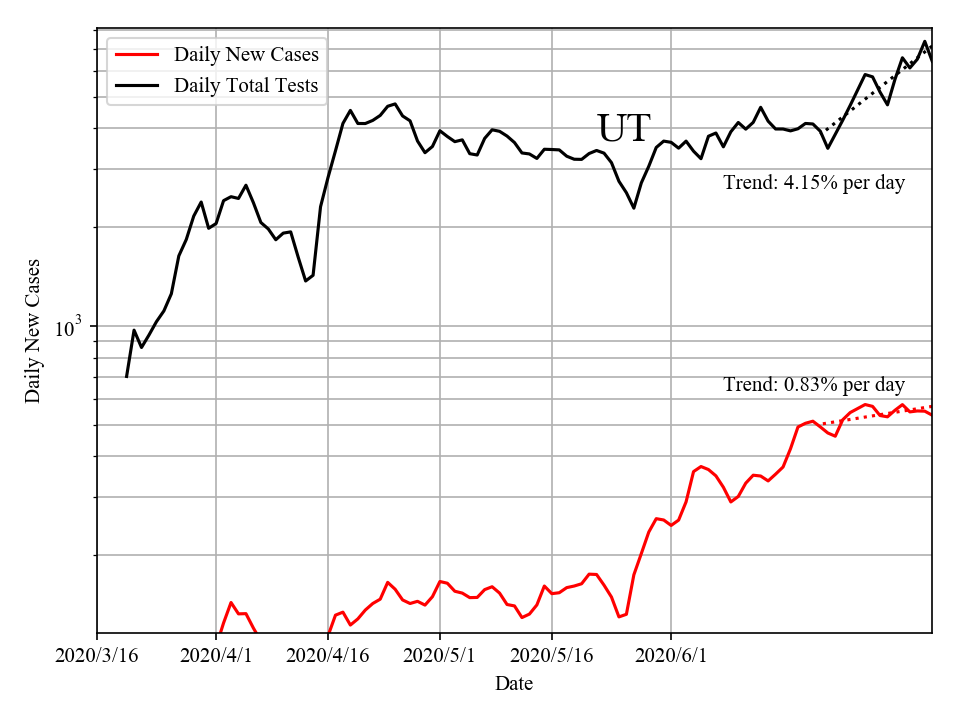 Daily New Cases
Daily Total Tests
UT
Trend: 4.15% per day
Trend: 0.83% per day
Daily New Cases
10³
2020/3/16
2020/4/1
2020/4/16
2020/5/1
2020/5/16
2020/6/1
Date